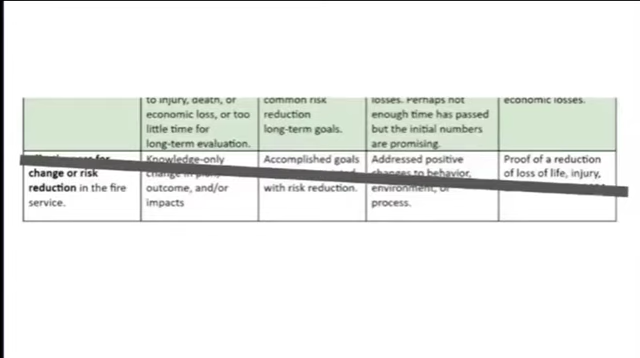 to injury, death, or
economic loss, or too
little time for
long-term evaluation.
common risk
reduction
long-term goals.
losses. Perhaps not
enough time has passed
but the initial numbers
are promising.
economic losses.
for
change or risk
reduction in the fire
service.
Knowledge-only
change in
outcome, and/or
impacts
Accomplished goals
with risk reduction.
Addressed positive
changes to behavior,
environment, or
process.
Proof of a reduction
of loss of life, injury,